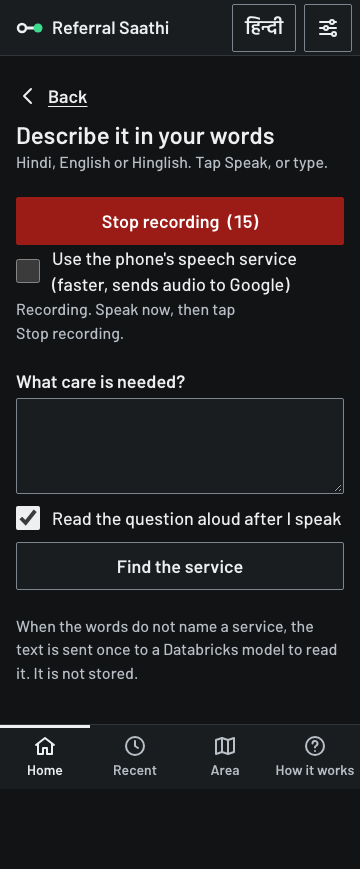 Referral Saathi
हिन्दी
Back
Describe it in your words
Hindi, English or Hinglish. Tap Speak, or type.
Stop recording (15)
Use the phone's speech service
(faster, sends audio to Google)
Recording. Speak now, then tap
Stop recording.
What care is needed?
Read the question aloud after I speak
Find the service
When the words do not name a service, the
text is sent once to a Databricks model to read
it. It is not stored.
Home
Recent
Area
How it works